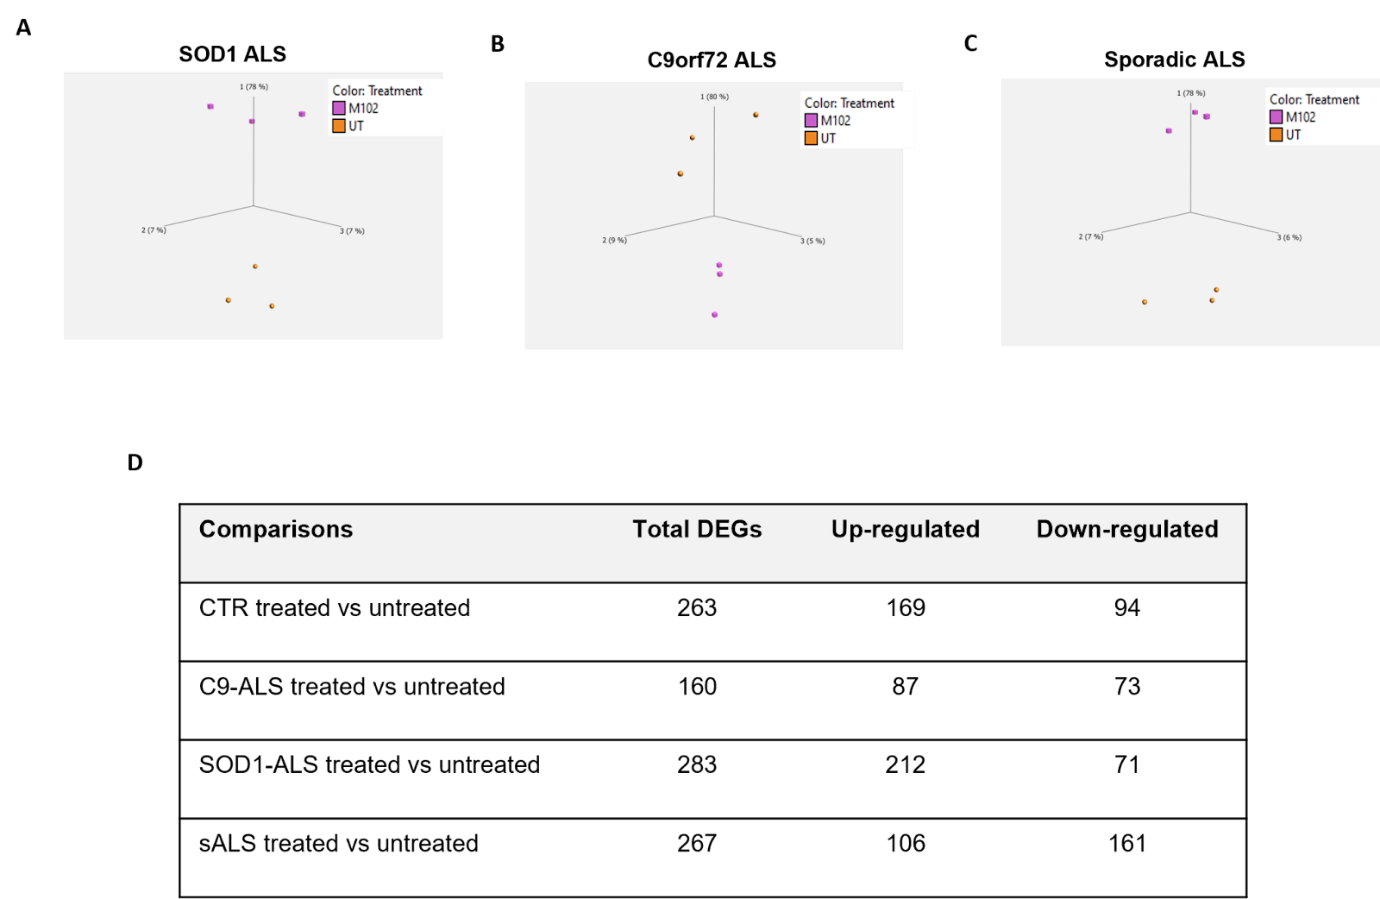 A
SOD1 ALS
1 (78 %)
Color: Treatment
M102
UT
2 (7 %)
3 (7 %)
B
C9orf72 ALS
1 (80 %)
Color: Treatment
M102
UT
2 (9 %)
3 (5 %)
C
Sporadic ALS
1 (78 %)
Color: Treatment
M102
UT
2 (7 %)
3 (6 %)
D
Comparisons Total DEGs Up-regulated Down-regulated
CTR treated vs untreated 263 169 94
C9-ALS treated vs untreated 160 87 73
SOD1-ALS treated vs untreated 283 212 71
sALS treated vs untreated 267 106 161